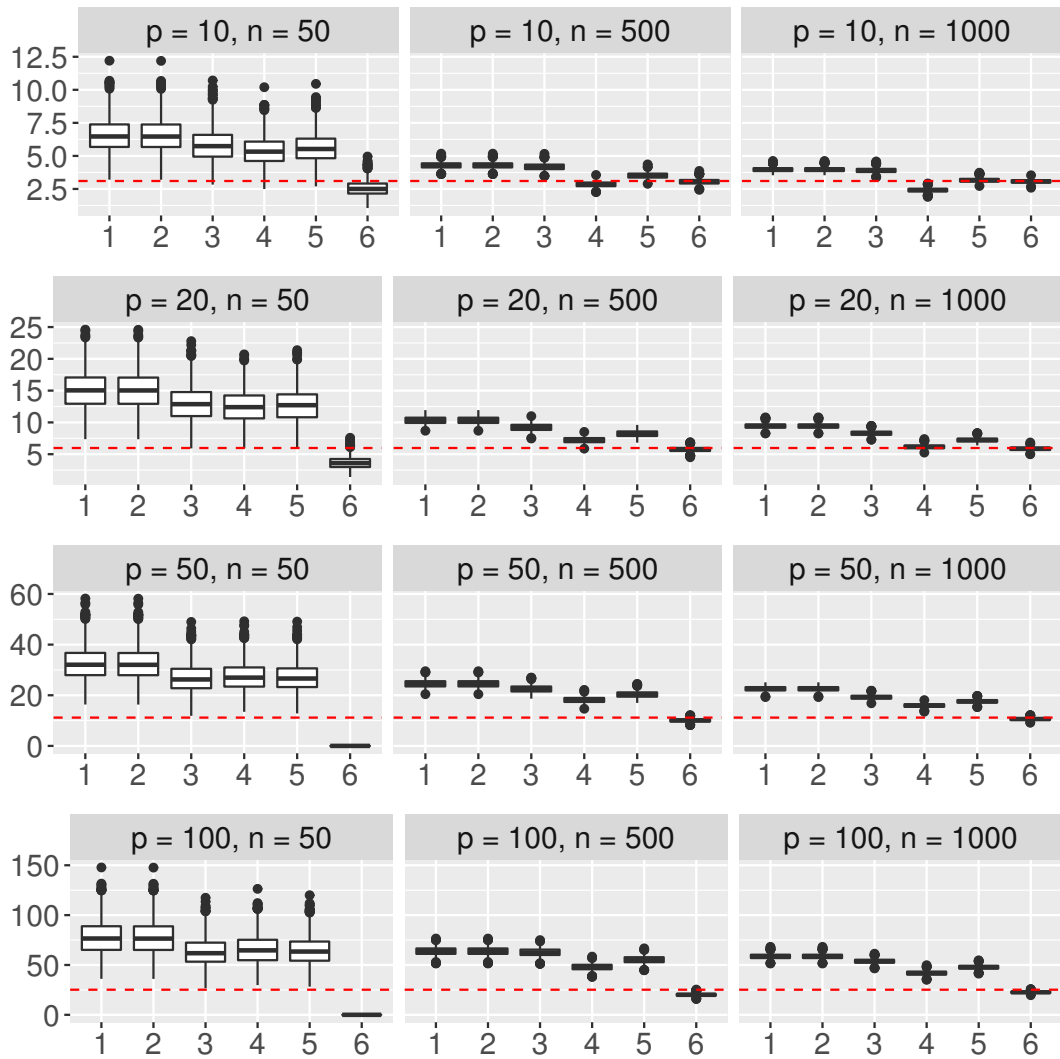 p = 10, n = 50 p = 10, n = 500 p = 10, n = 1000
12.5
10.0
7.5
5.0
2.5
1 2 3 4 5 6 1 2 3 4 5 6 1 2 3 4 5 6
p = 20, n = 50 p = 20, n = 500 p = 20, n = 1000
25
20
15
10
5
1 2 3 4 5 6 1 2 3 4 5 6 1 2 3 4 5 6
p = 50, n = 50 p = 50, n = 500 p = 50, n = 1000
60
40
20
0
1 2 3 4 5 6 1 2 3 4 5 6 1 2 3 4 5 6
p = 100, n = 50 p = 100, n = 500 p = 100, n = 1000
150
100
50
0
1 2 3 4 5 6 1 2 3 4 5 6 1 2 3 4 5 6